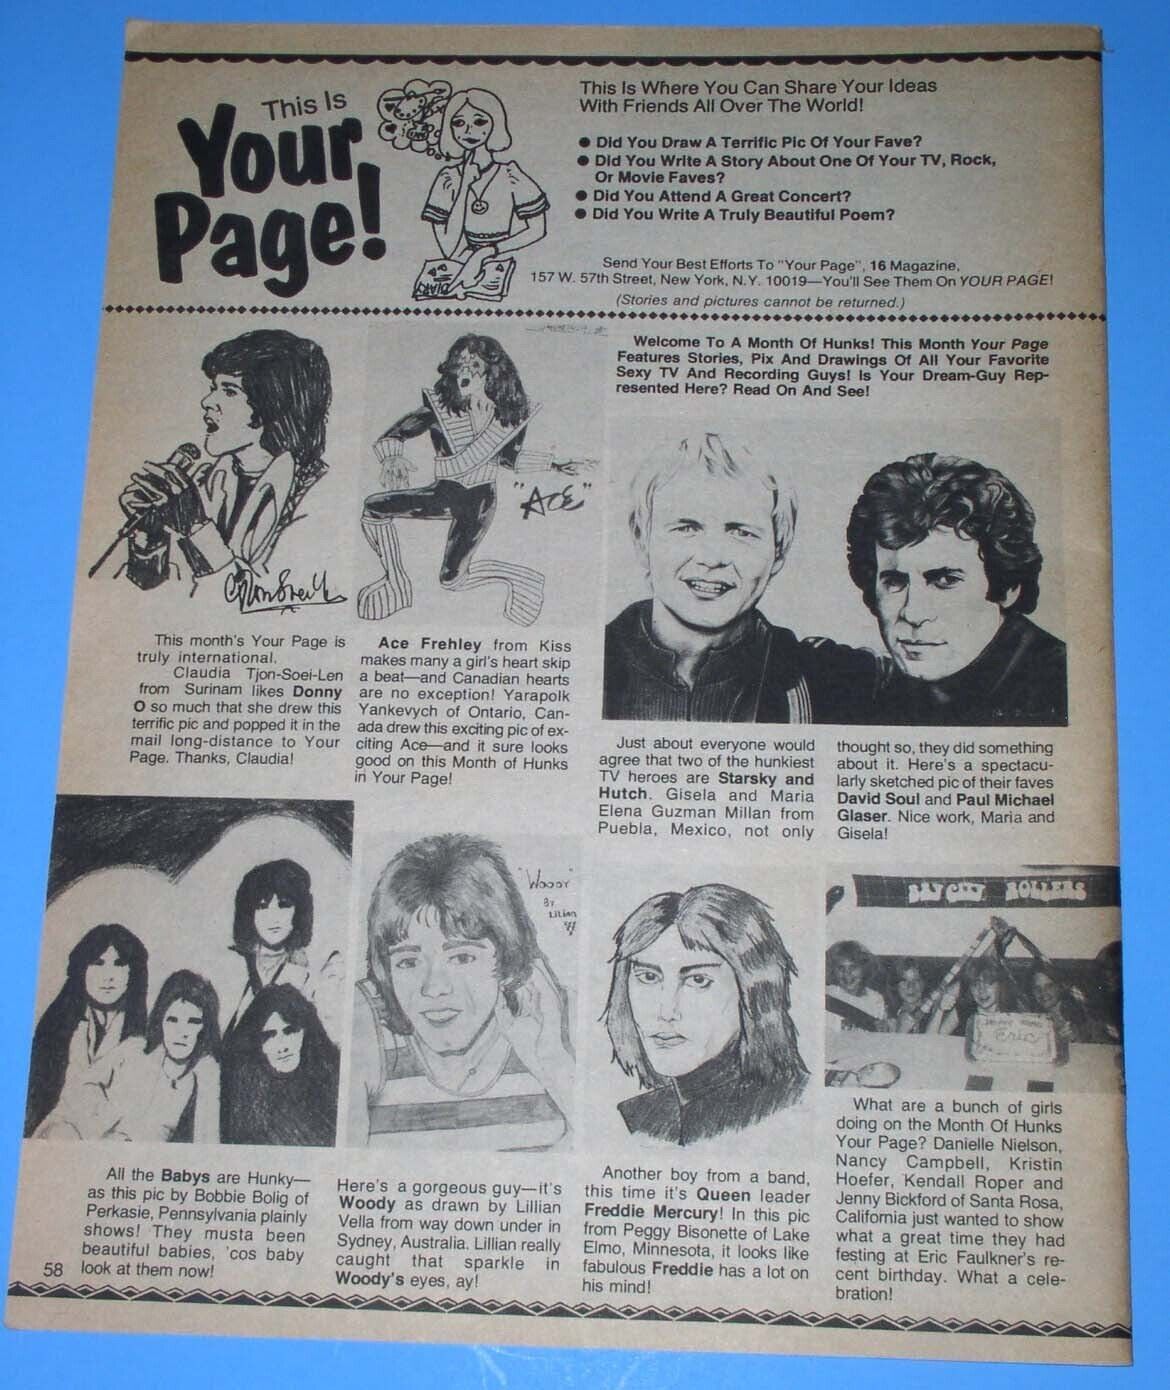 This Is
Your
Page!
DIARY
This Is Where You Can Share Your Ideas
With Friends All Over The World!
● Did You Draw A Terrific Pic Of Your Fave?
● Did You Write A Story About One Of Your TV, Rock,
Or Movie Faves?
● Did You Attend A Great Concert?
● Did You Write A Truly Beautiful Poem?
Send Your Best Efforts To "Your Page", 16 Magazine,
157 W. 57th Street, New York, N.Y. 10019—You'll See Them On YOUR PAGE!
(Stories and pictures cannot be returned.)
Welcome To A Month Of Hunks! This Month Your Page
Features Stories, Pix And Drawings Of All Your Favorite
Sexy TV And Recording Guys! Is Your Dream-Guy Rep-
resented Here? Read On And See!
"ACE"
This month's Your Page is
truly international.
Claudia Tjon-Soei-Len
from Surinam likes Donny
O so much that she drew this
terrific pic and popped it in the
mail long-distance to Your
Page. Thanks, Claudia!
Ace Frehley from Kiss
makes many a girl's heart skip
a beat—and Canadian hearts
are no exception! Yarapolk
Yankevych of Ontario, Can-
ada drew this exciting pic of ex-
citing Ace—and it sure looks
good on this Month of Hunks
in Your Page!
Just about everyone would
agree that two of the hunkiest
TV heroes are Starsky and
Hutch. Gisela and Maria
Elena Guzman Millan from
Puebla, Mexico, not only
thought so, they did something
about it. Here's a spectacu-
larly sketched pic of their faves
David Soul and Paul Michael
Glaser. Nice work, Maria and
Gisela!
"Woody"
By
Lilian
BAY CITY ROLLERS
Eric
All the Babys are Hunky—
as this pic by Bobbie Bolig of
Perkasie, Pennsylvania plainly
shows! They musta been
beautiful babies, 'cos baby
look at them now!
Here's a gorgeous guy—it's
Woody as drawn by Lillian
Vella from way down under in
Sydney, Australia. Lillian really
caught that sparkle in
Woody's eyes, ay!
Another boy from a band,
this time it's Queen leader
Freddie Mercury! In this pic
from Peggy Bisonette of Lake
Elmo, Minnesota, it looks like
fabulous Freddie has a lot on
his mind!
What are a bunch of girls
doing on the Month Of Hunks
Your Page? Danielle Nielson,
Nancy Campbell, Kristin
Hoefer, Kendall Roper and
Jenny Bickford of Santa Rosa,
California just wanted to show
what a great time they had
festing at Eric Faulkner's re-
cent birthday. What a cele-
bration!
58